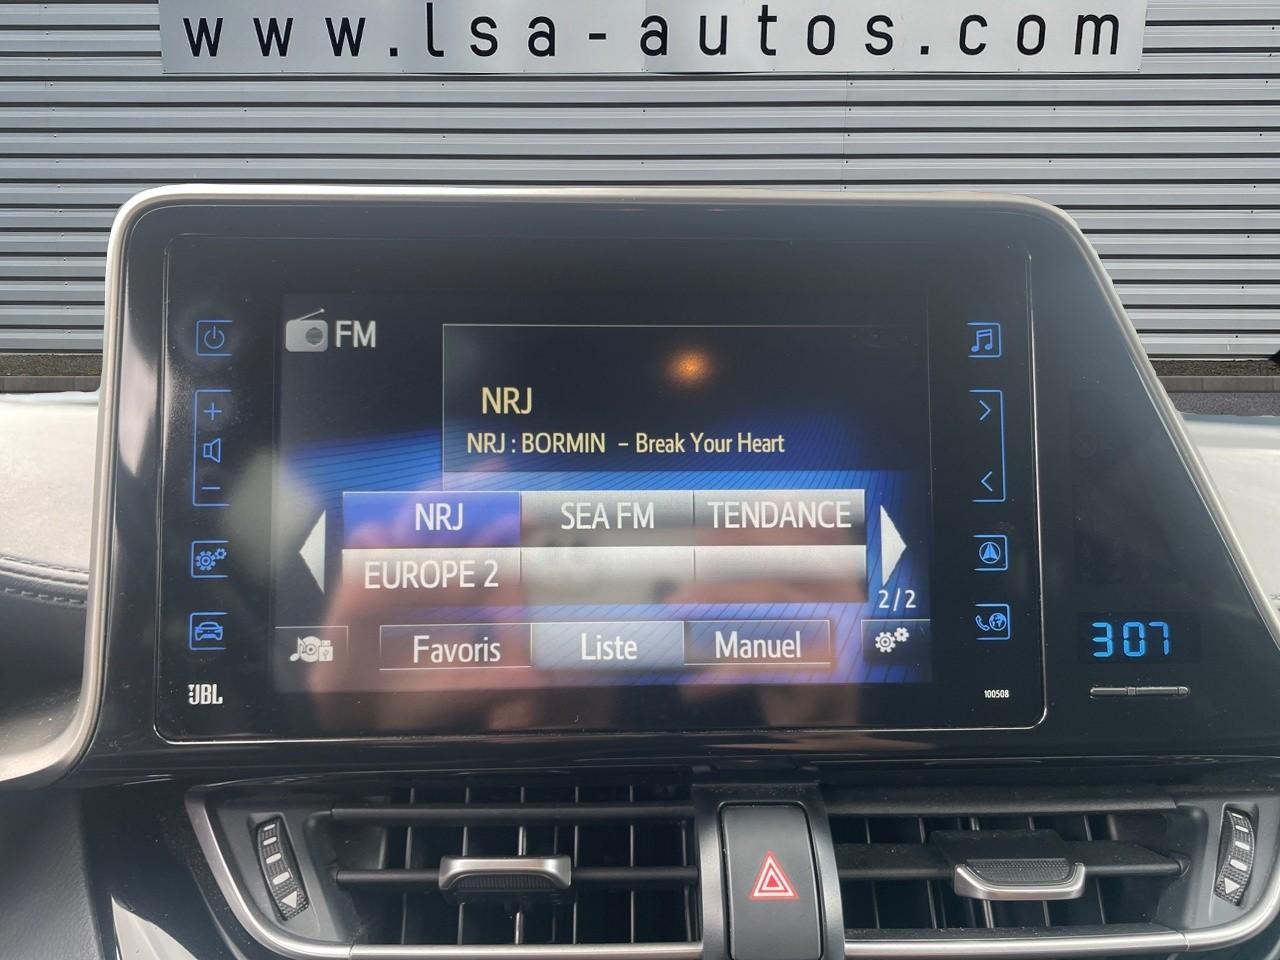 www.lsa-autos.com
FM
NRJ
NRJ : BORMIN – Break Your Heart
NRJ SEA FM TENDANCE
EUROPE 2
2/2
Favoris Liste Manuel
JBL
100508
307